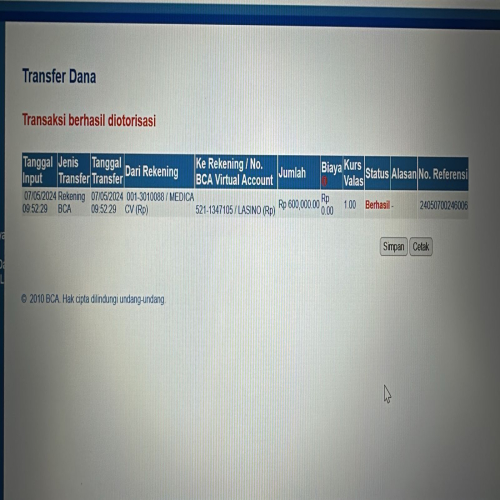 Transfer Dana
Transaksi berhasil diotorisasi
Tanggal Input Jenis Transfer Tanggal Transfer Dari Rekening Ke Rekening / No. BCA Virtual Account Jumlah Biaya Kurs Valas Status Alasan No. Referensi
07/05/2024 09:52:29 Rekening BCA 07/05/2024 09:52:29 001-3010088 / MEDICA CV (Rp) 521-1347105 / LASINO (Rp) Rp 600,000.00 Rp 0.00 1.00 Berhasil - 24050700246006
Simpan Cetak
© 2010 BCA. Hak cipta dilindungi undang-undang.